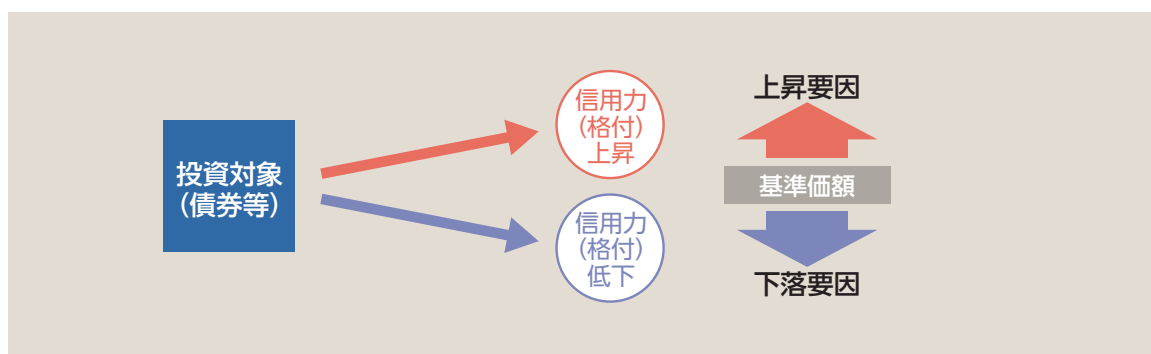 投資対象
（債券等）
信用力
（格付）
上昇
信用力
（格付）
低下
上昇要因
基準価額
下落要因